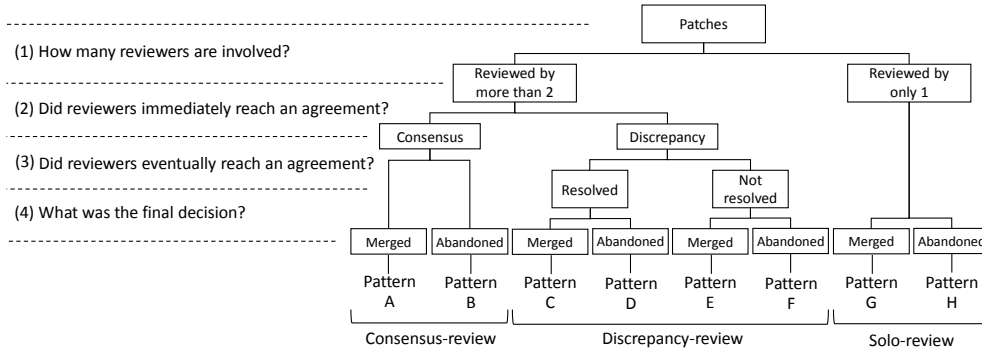 Patches
(1) How many reviewers are involved?
Reviewed by
more than 2
Reviewed by
only 1
(2) Did reviewers immediately reach an agreement?
Consensus
Discrepancy
(3) Did reviewers eventually reach an agreement?
Resolved
Not
resolved
(4) What was the final decision?
Merged
Abandoned
Merged
Abandoned
Merged
Abandoned
Merged
Abandoned
Pattern
A
Pattern
B
Pattern
C
Pattern
D
Pattern
E
Pattern
F
Pattern
G
Pattern
H
Consensus-review
Discrepancy-review
Solo-review